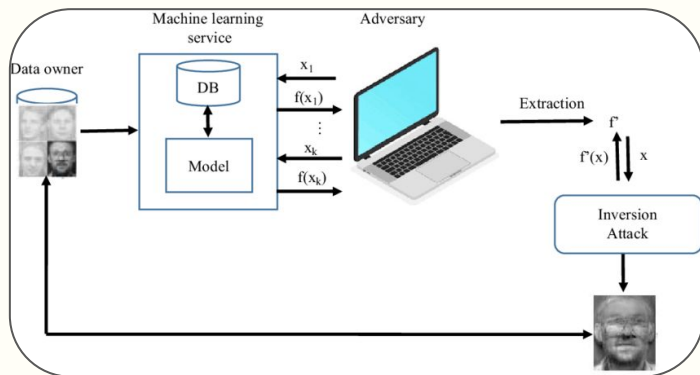 Machine learning
service
Adversary
Data owner
DB
Model
x1
f(x1)
⋮
xk
f(xk)
Extraction
f'
f'(x)
x
Inversion
Attack